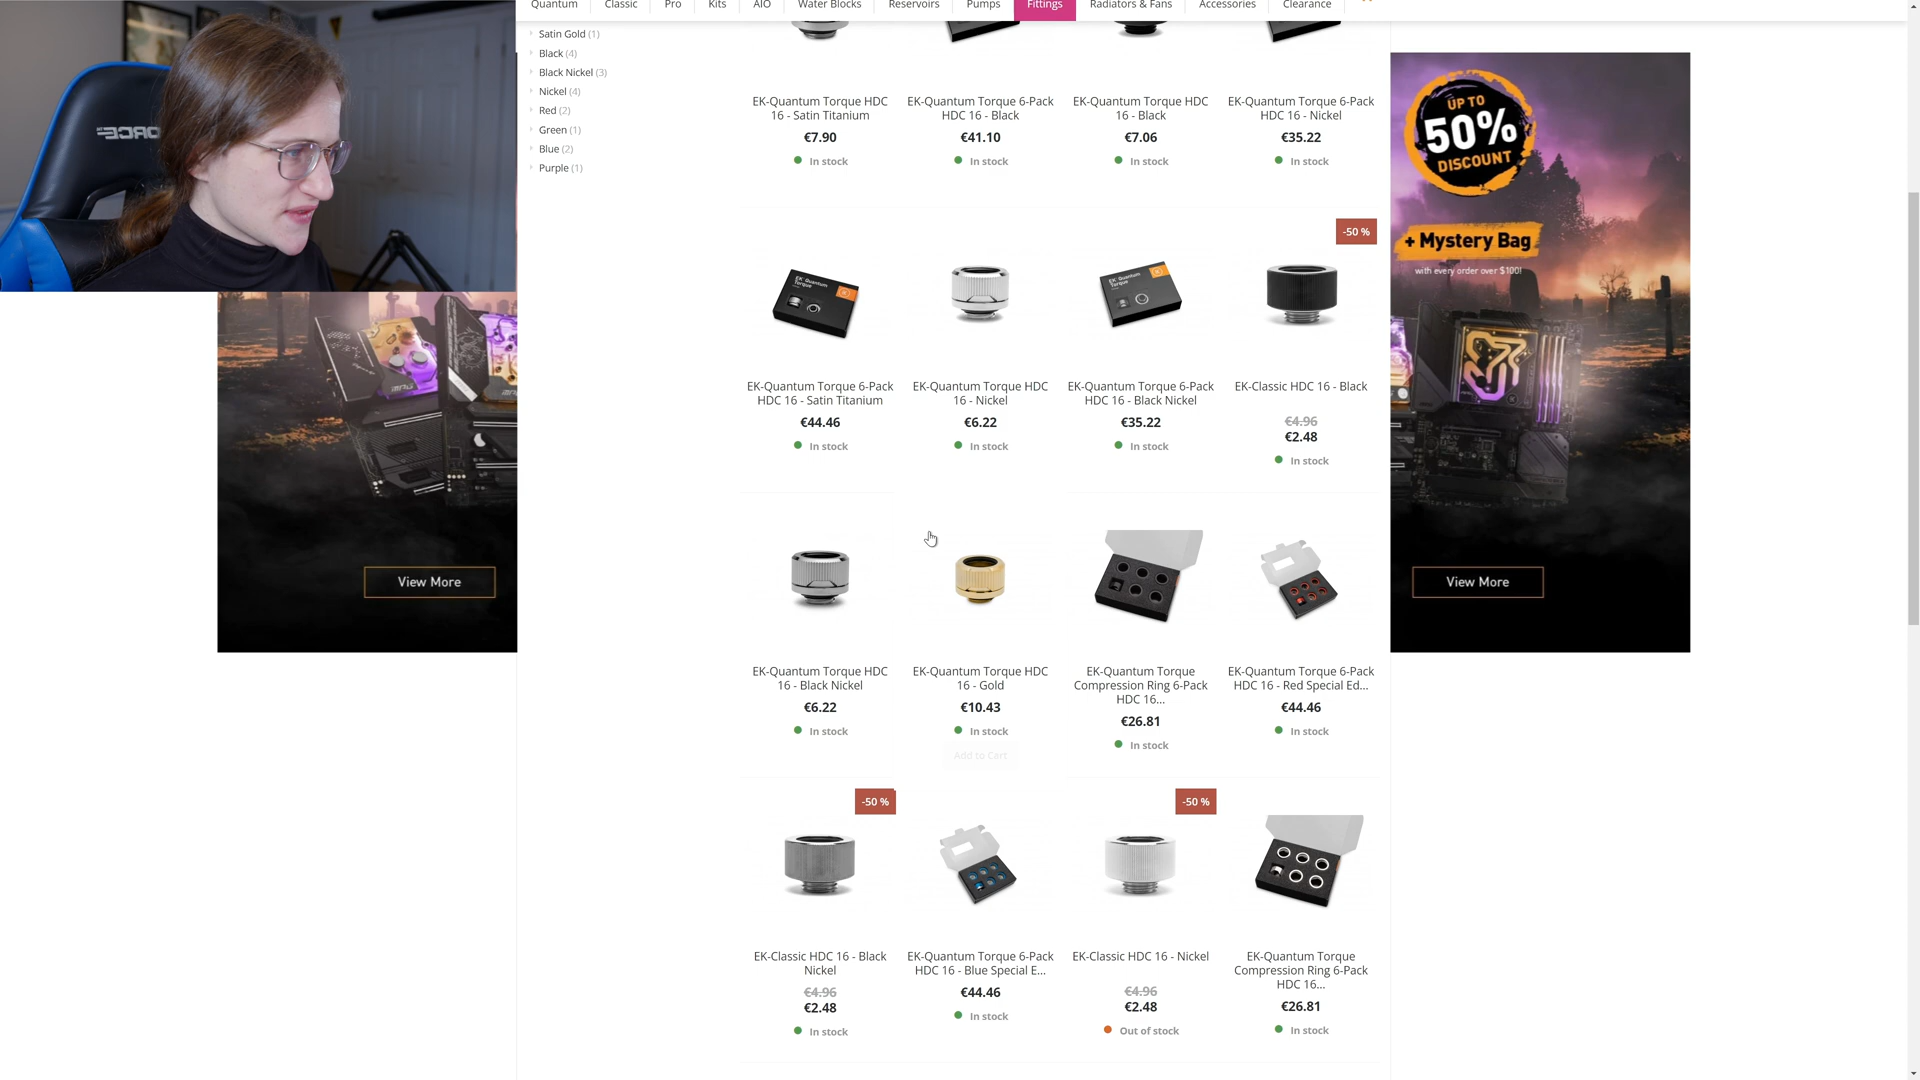 Quantum
Classic
Pro
Kits
AIO
Water Blocks
Reservoirs
Pumps
Fittings
Radiators & Fans
Accessories
Clearance
Satin Gold (1)
Black (4)
Black Nickel (3)
Nickel (4)
Red (2)
Green (1)
Blue (2)
Purple (1)
EK-Quantum Torque HDC
16 - Satin Titanium
€7.90
In stock
EK-Quantum Torque 6-Pack
HDC 16 - Black
€41.10
In stock
EK-Quantum Torque HDC
16 - Black
€7.06
In stock
EK-Quantum Torque 6-Pack
HDC 16 - Nickel
€35.22
In stock
EK-Quantum Torque 6-Pack
HDC 16 - Satin Titanium
€44.46
In stock
EK-Quantum Torque HDC
16 - Nickel
€6.22
In stock
EK-Quantum Torque 6-Pack
HDC 16 - Black Nickel
€35.22
In stock
-50 %
EK-Classic HDC 16 - Black
€4.96
€2.48
In stock
EK-Quantum Torque HDC
16 - Black Nickel
€6.22
In stock
EK-Quantum Torque HDC
16 - Gold
€10.43
In stock
Add to Cart
EK-Quantum Torque
Compression Ring 6-Pack
HDC 16...
€26.81
In stock
EK-Quantum Torque 6-Pack
HDC 16 - Red Special Ed...
€44.46
In stock
-50 %
EK-Classic HDC 16 - Black
Nickel
€4.96
€2.48
In stock
EK-Quantum Torque 6-Pack
HDC 16 - Blue Special E...
€44.46
In stock
-50 %
EK-Classic HDC 16 - Nickel
€4.96
€2.48
Out of stock
EK-Quantum Torque
Compression Ring 6-Pack
HDC 16...
€26.81
In stock
View More
UP TO
50%
DISCOUNT
+ Mystery Bag
with every order over $100!
View More